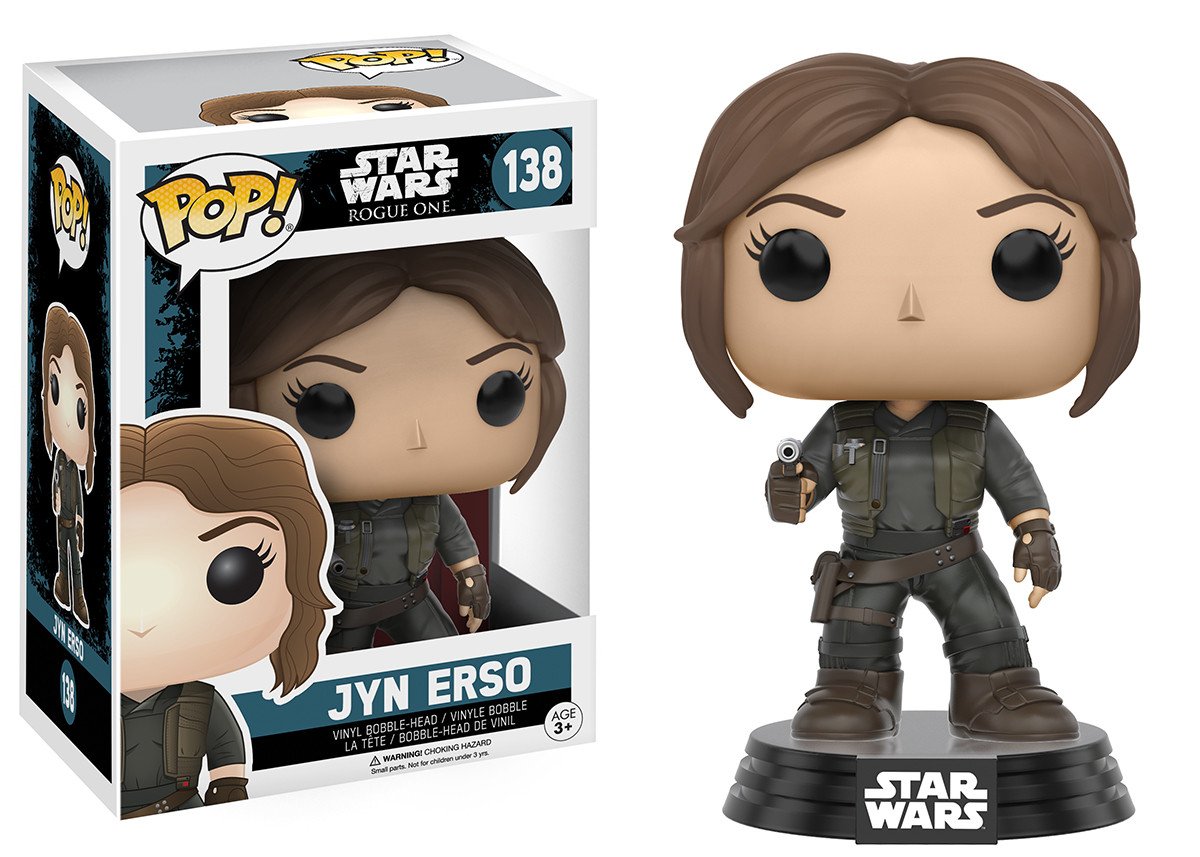 POP!
POP!
STAR
WARS
ROGUE ONE™
138
POP!®
JYN ERSO
138
JYN ERSO
VINYL BOBBLE-HEAD / VINYLE BOBBLE
LA TÊTE / BOBBLE-HEAD DE VINIL
AGE
3+
WARNING! CHOKING HAZARD
Small parts. Not for children under 3 yrs.
STAR
WARS